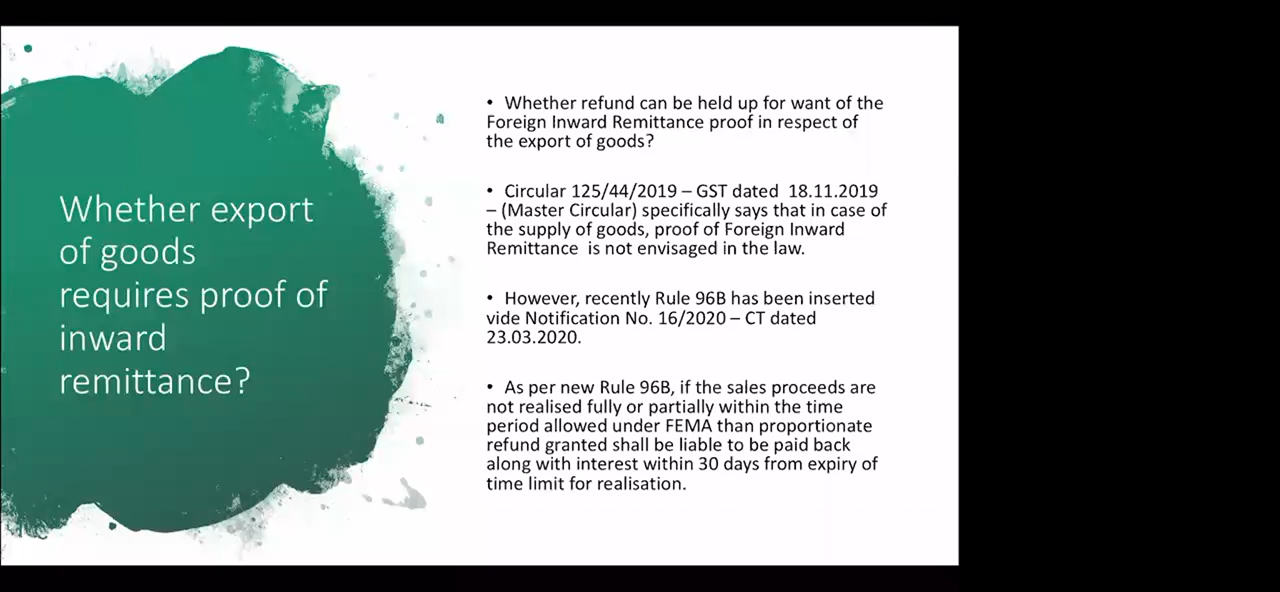 Whether export
of goods
requires proof of
inward
remittance?
• Whether refund can be held up for want of the
Foreign Inward Remittance proof in respect of
the export of goods?
• Circular 125/44/2019 – GST dated 18.11.2019
– (Master Circular) specifically says that in case of
the supply of goods, proof of Foreign Inward
Remittance is not envisaged in the law.
• However, recently Rule 96B has been inserted
vide Notification No. 16/2020 – CT dated
23.03.2020.
• As per new Rule 96B, if the sales proceeds are
not realised fully or partially within the time
period allowed under FEMA than proportionate
refund granted shall be liable to be paid back
along with interest within 30 days from expiry of
time limit for realisation.